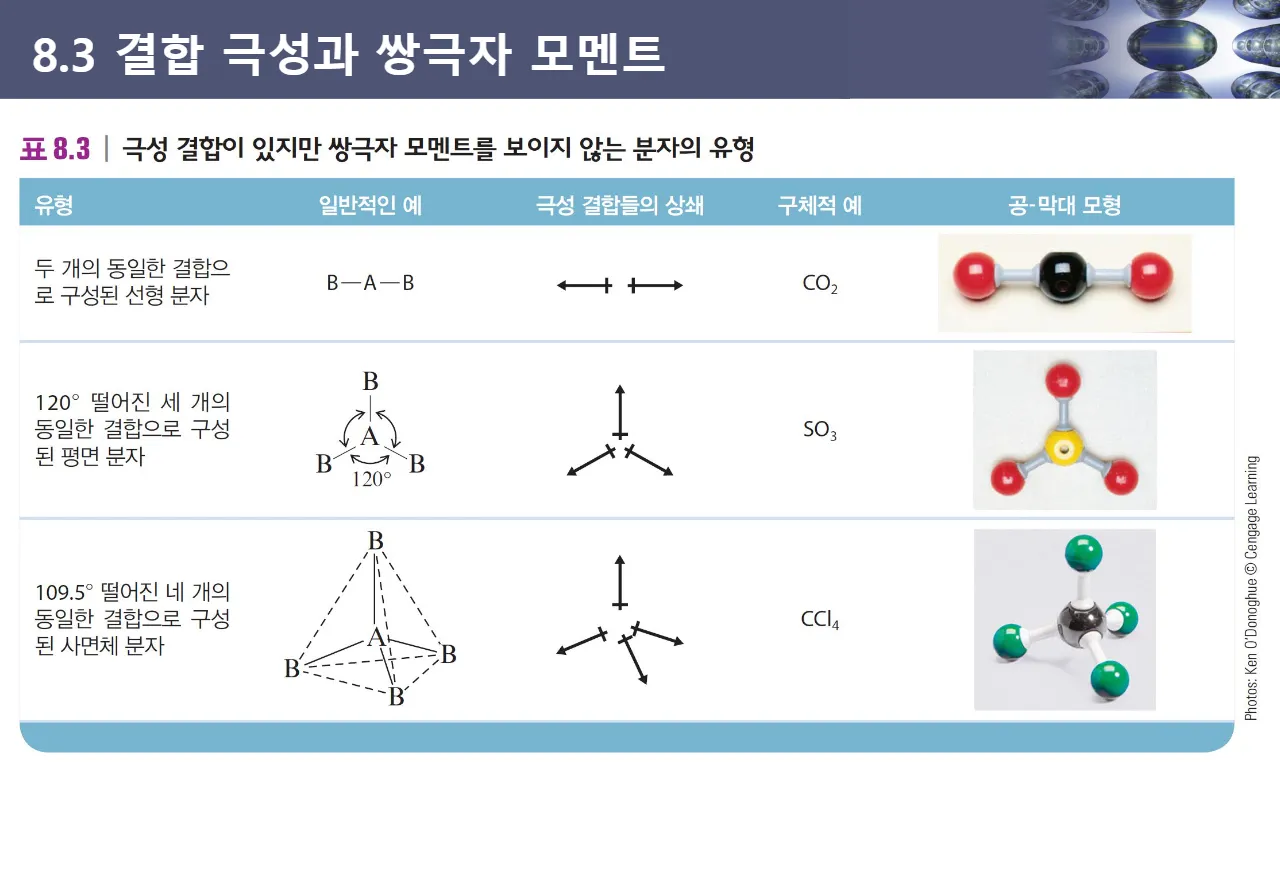 8.3 결합 극성과 쌍극자 모멘트
표 8.3 | 극성 결합이 있지만 쌍극자 모멘트를 보이지 않는 분자의 유형
유형 일반적인 예 극성 결합들의 상쇄 구체적 예 공-막대 모형
두 개의 동일한 결합으
로 구성된 선형 분자
B—A—B
CO₂
120° 떨어진 세 개의
동일한 결합으로 구성
된 평면 분자
B
A
B B
120°
SO₃
109.5° 떨어진 네 개의
동일한 결합으로 구성
된 사면체 분자
B
A
B B
B
CCl₄
Photos: Ken O'Donoghue © Cengage Learning